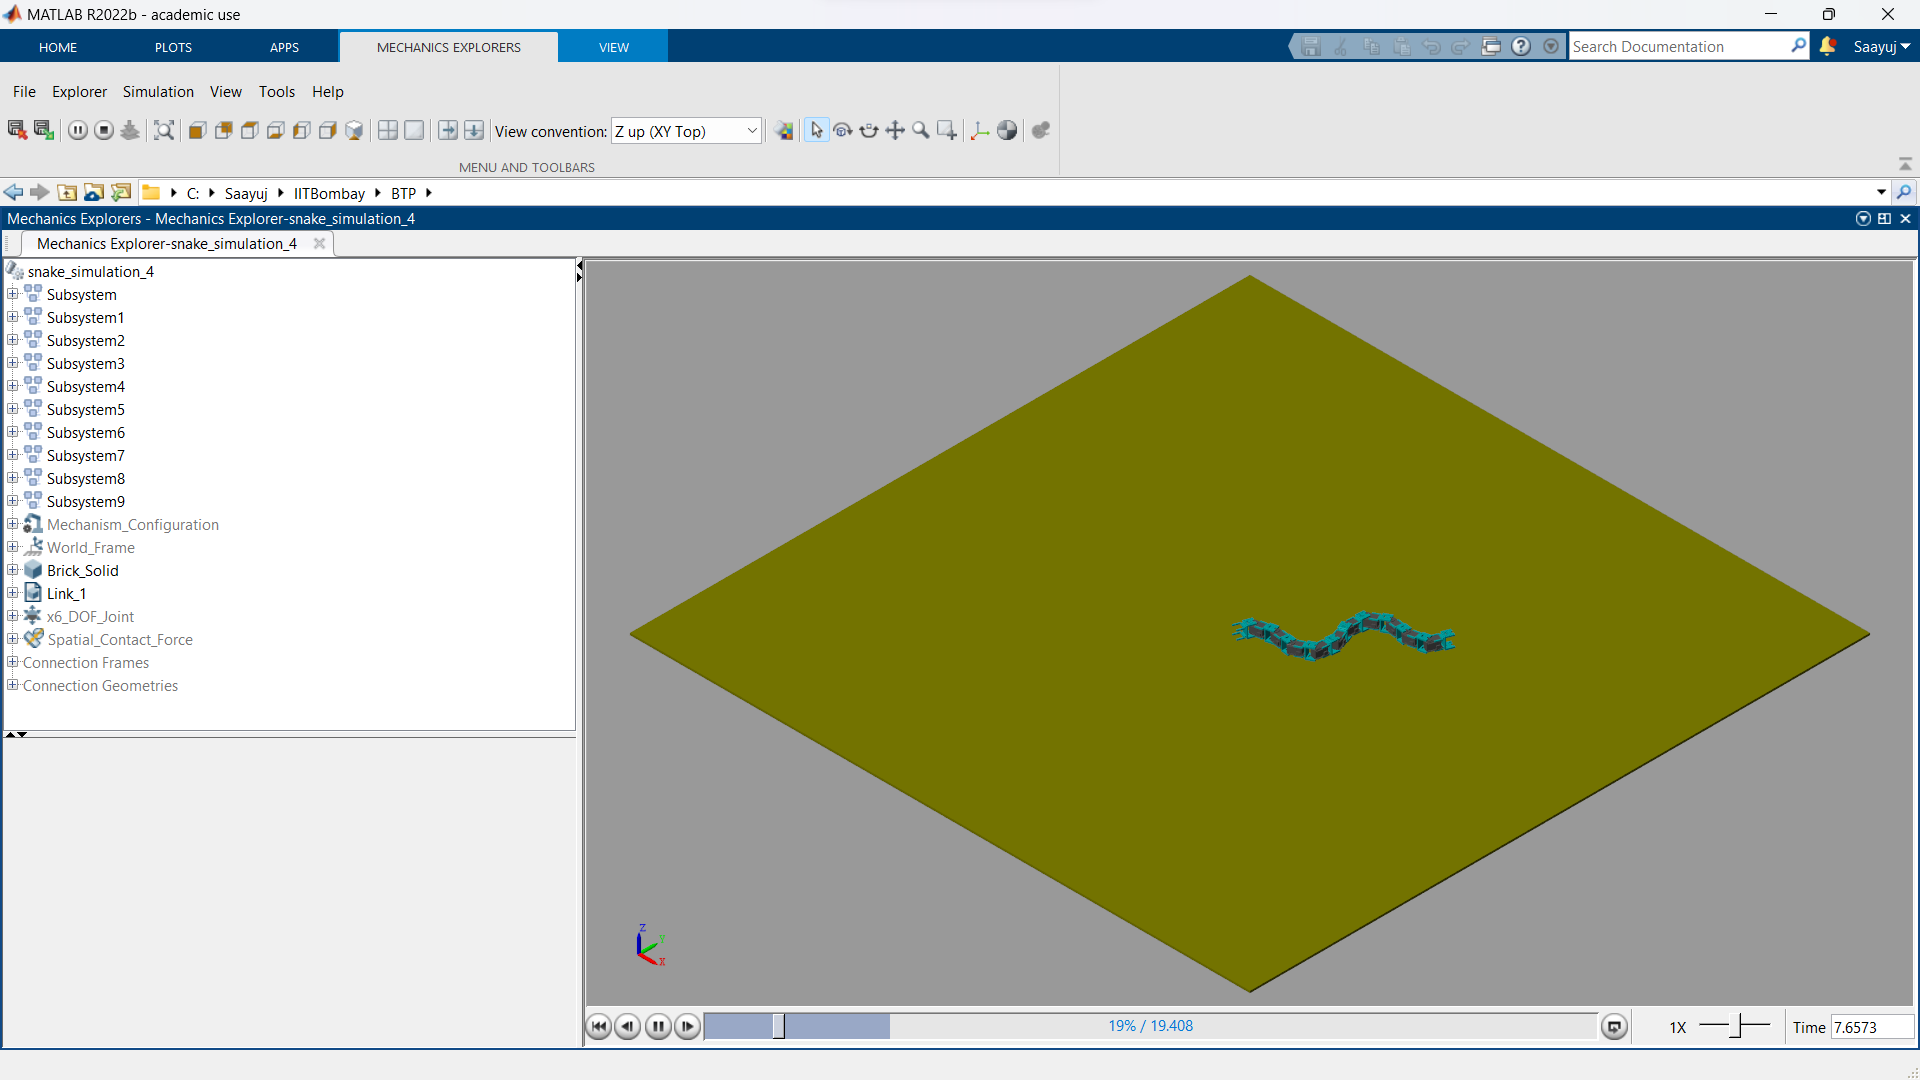 MATLAB R2022b - academic use
HOME PLOTS APPS MECHANICS EXPLORERS VIEW Search Documentation Saayuj
File Explorer Simulation View Tools Help
View convention: Z up (XY Top)
MENU AND TOOLBARS
C: Saayuj IITBombay BTP
Mechanics Explorers - Mechanics Explorer-snake_simulation_4
Mechanics Explorer-snake_simulation_4
snake_simulation_4
Subsystem
Subsystem1
Subsystem2
Subsystem3
Subsystem4
Subsystem5
Subsystem6
Subsystem7
Subsystem8
Subsystem9
Mechanism_Configuration
World_Frame
Brick_Solid
Link_1
x6_DOF_Joint
Spatial_Contact_Force
Connection Frames
Connection Geometries
Z
Y
X
19% / 19.408 1X Time 7.6573